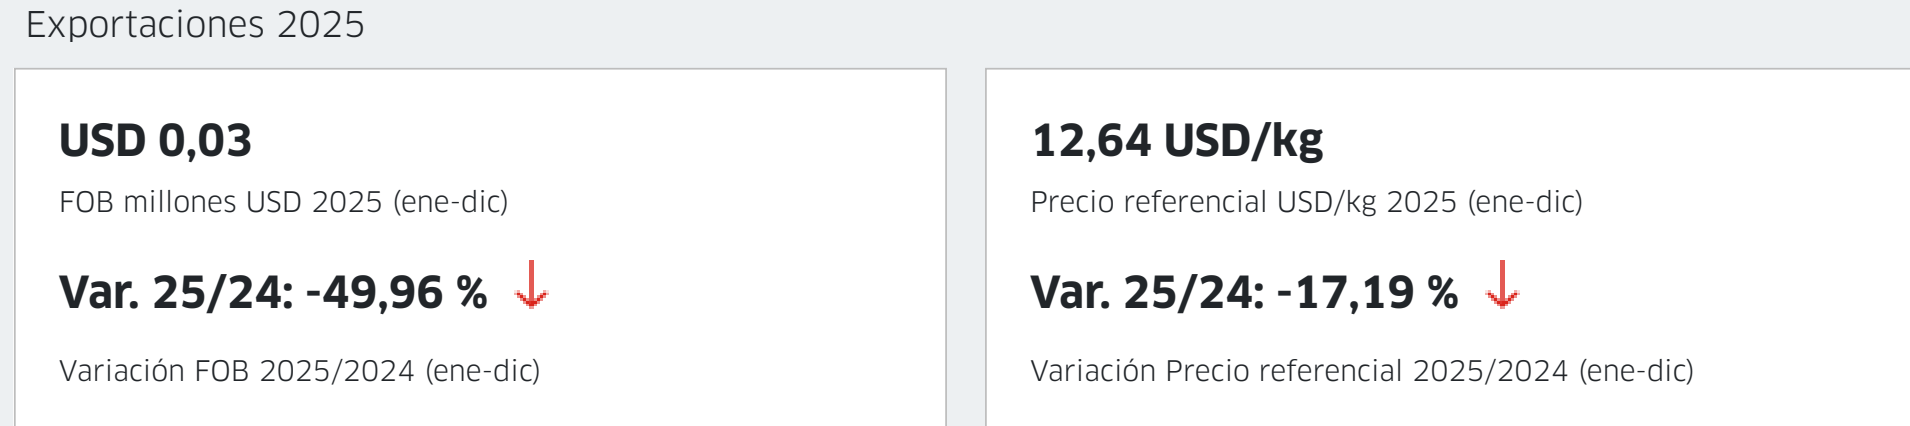 Exportaciones 2025
USD 0,03
FOB millones USD 2025 (ene-dic)
Var. 25/24: -49,96 %
Variación FOB 2025/2024 (ene-dic)
12,64 USD/kg
Precio referencial USD/kg 2025 (ene-dic)
Var. 25/24: -17,19 %
Variación Precio referencial 2025/2024 (ene-dic)